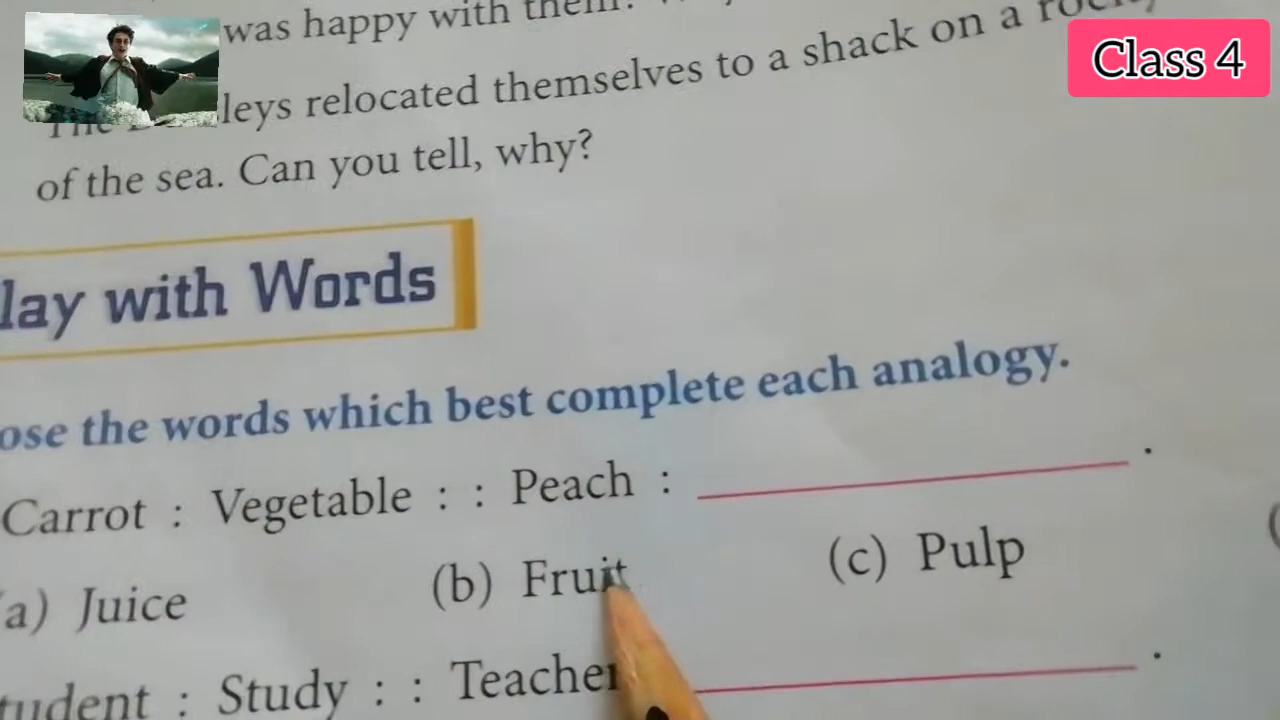 was happy with them?
Class 4
leys relocated themselves to a shack on a
of the sea. Can you tell, why?
lay with Words
ose the words which best complete each analogy.
Carrot : Vegetable : : Peach : .
a) Juice (b) Fruit (c) Pulp
tudent : Study : : Teacher .